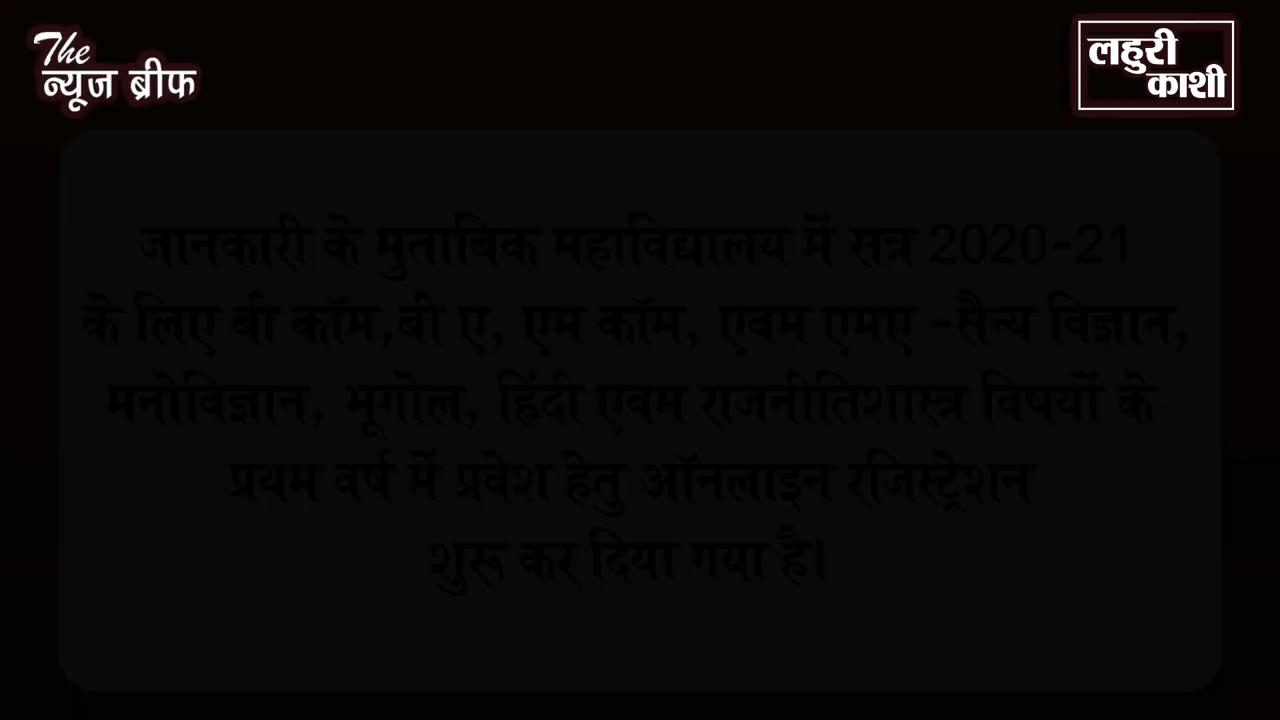 The
न्यूज ब्रीफ
लहुरी
काशी
जानकारी के मुताबिक महाविद्यालय में सत्र 2020-21
के लिए बी कॉम,बी ए, एम कॉम, एवम एमए -सैन्य विज्ञान,
मनोविज्ञान, भूगोल, हिंदी एवम राजनीतिशास्त्र विषयों के
प्रथम वर्ष में प्रवेश हेतु ऑनलाइन रजिस्ट्रेशन
शुरू कर दिया गया है।